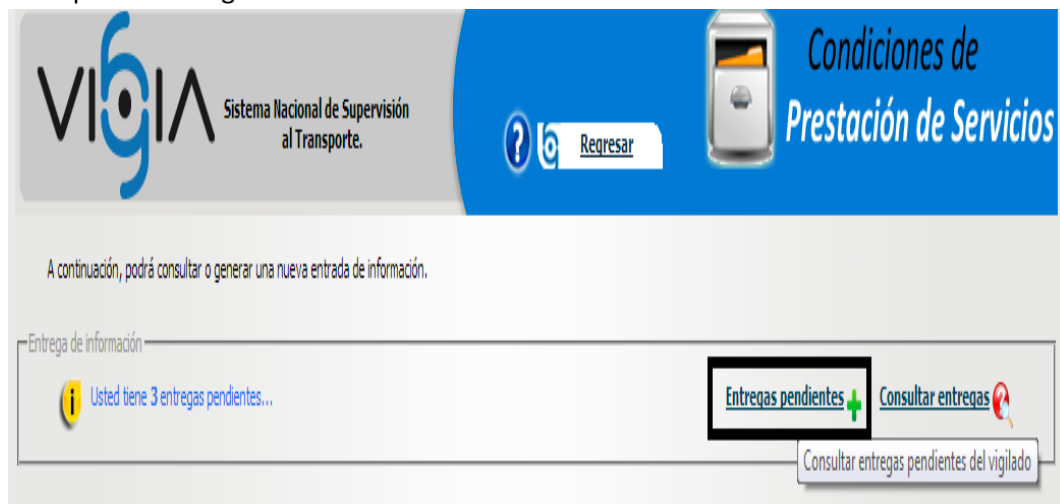 VIGIA
Sistema Nacional de Supervisión
al Transporte.
Regresar
Condiciones de
Prestación de Servicios
A continuación, podrá consultar o generar una nueva entrada de información.
Entrega de información
Usted tiene 3 entregas pendientes...
Entregas pendientes
Consultar entregas
Consultar entregas pendientes del vigilado